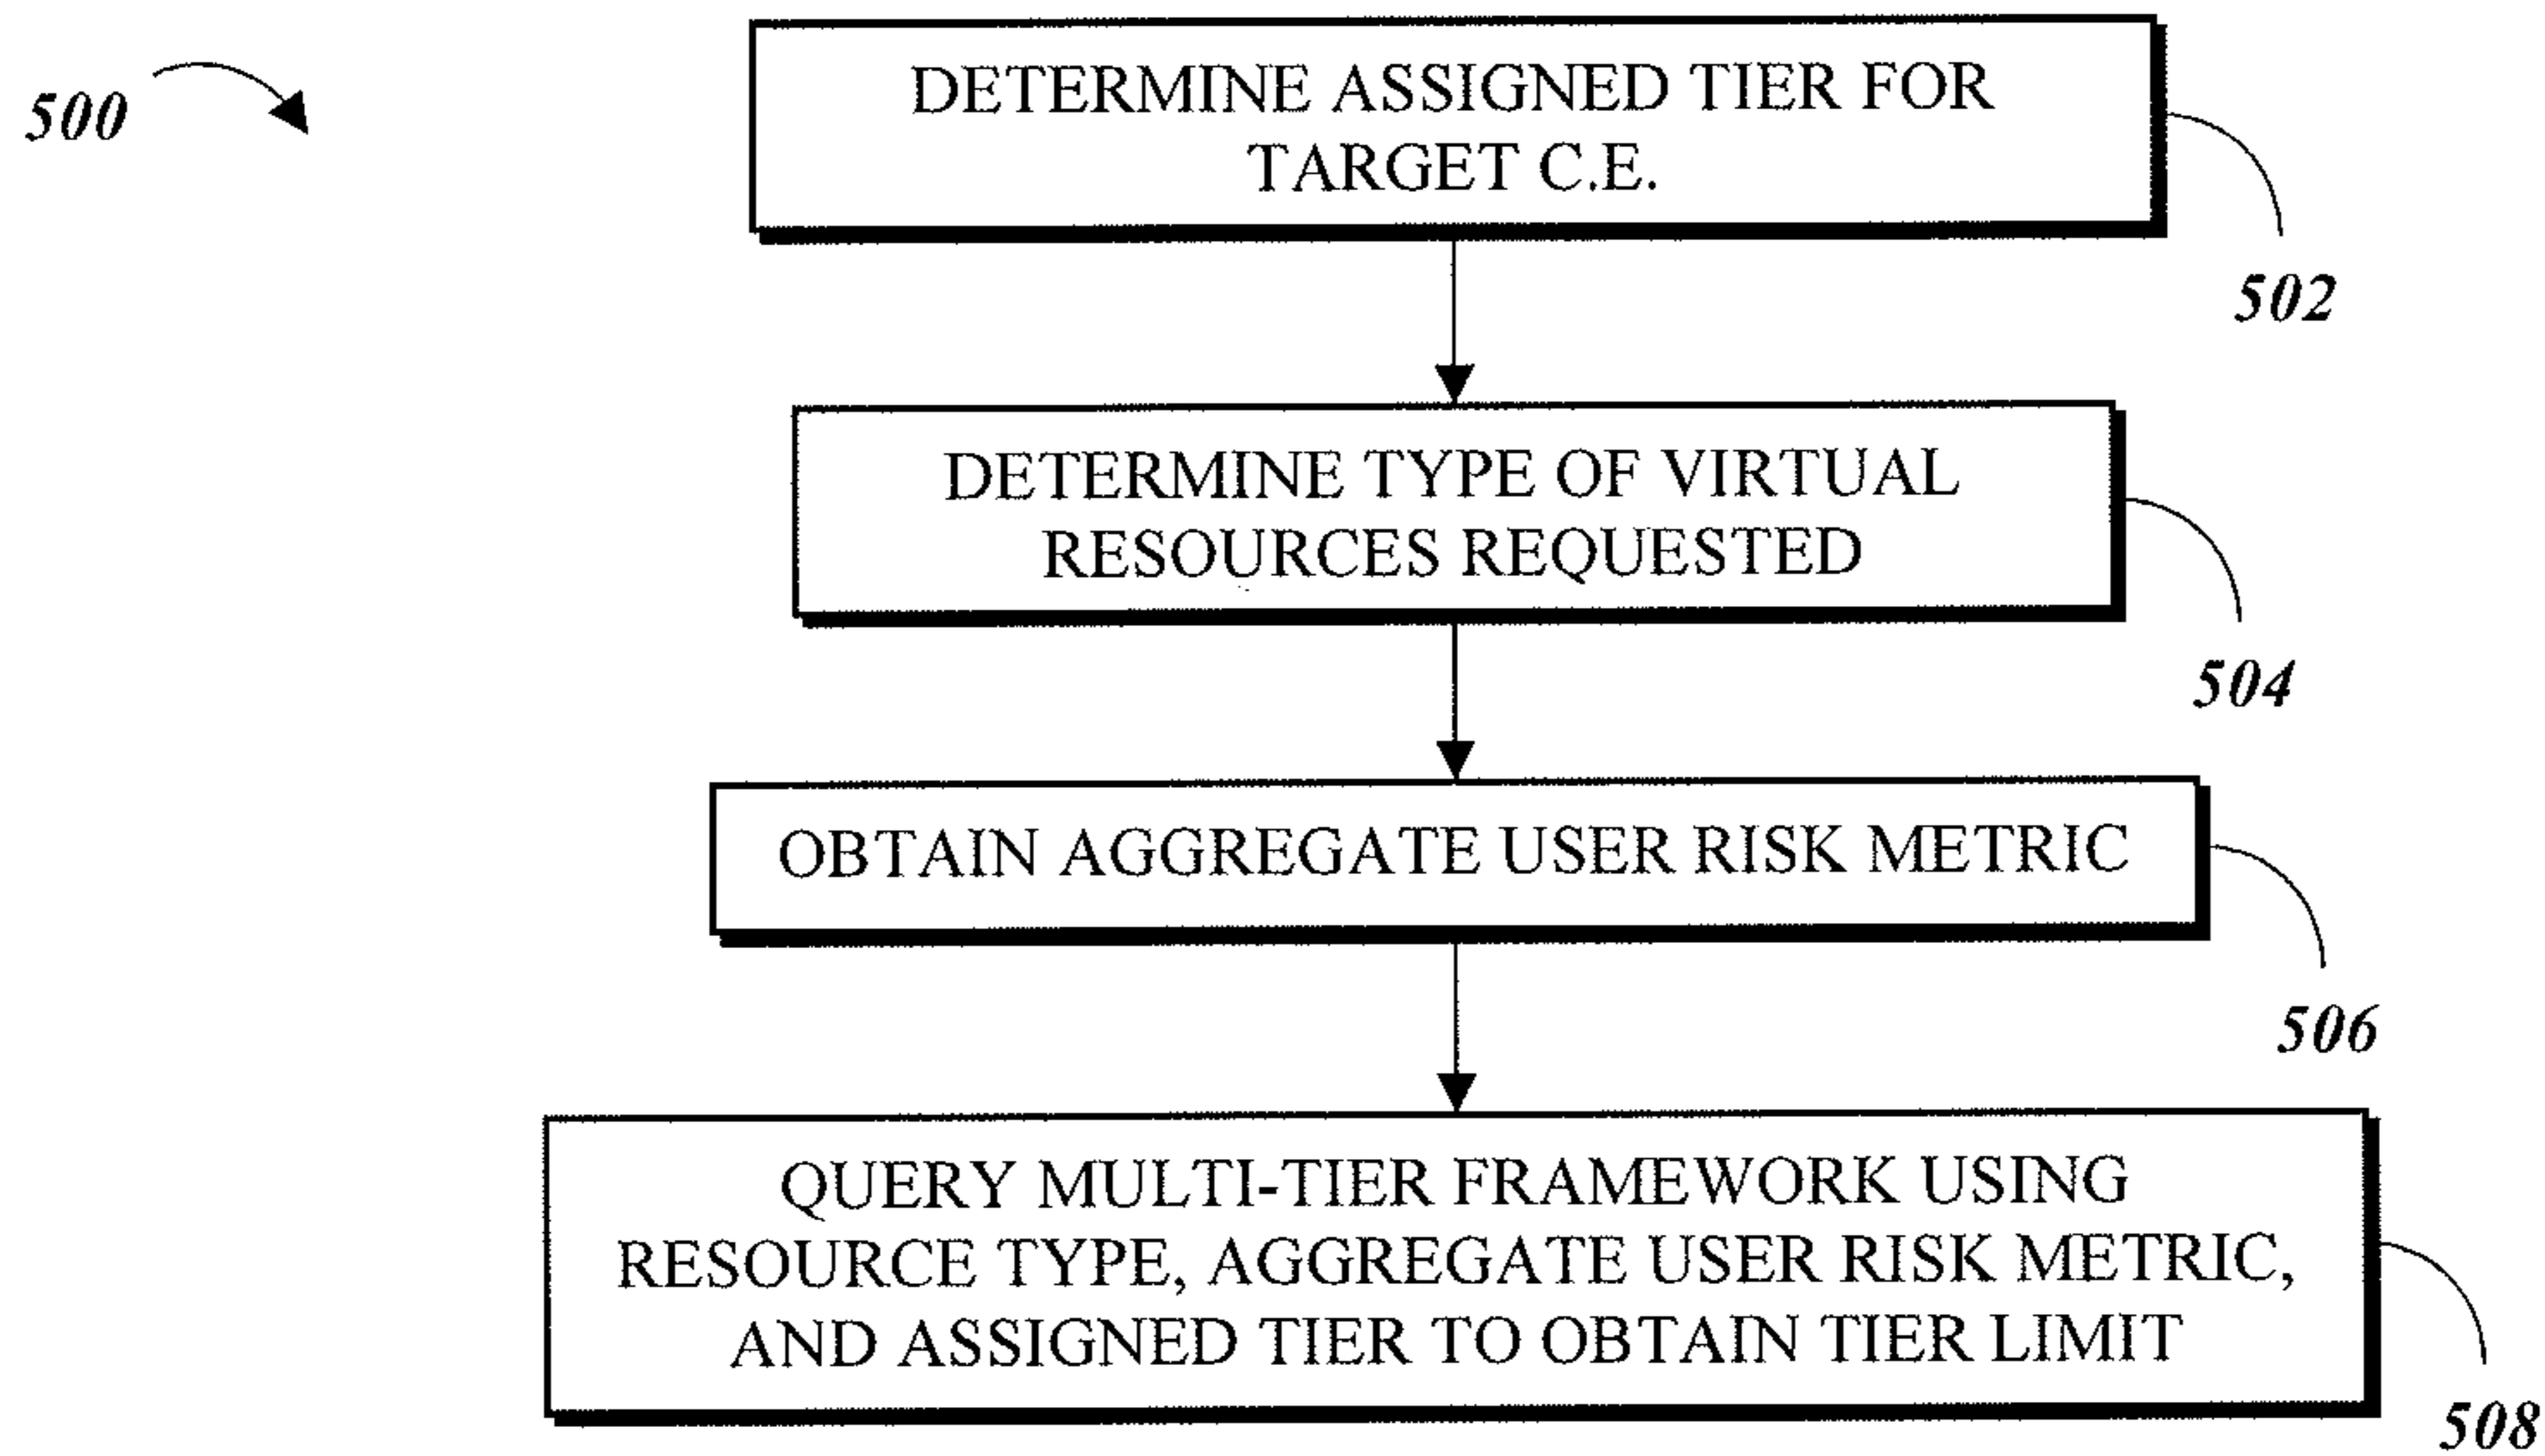 500
DETERMINE ASSIGNED TIER FOR
TARGET C.E.
502
DETERMINE TYPE OF VIRTUAL
RESOURCES REQUESTED
504
OBTAIN AGGREGATE USER RISK METRIC
506
QUERY MULTI-TIER FRAMEWORK USING
RESOURCE TYPE, AGGREGATE USER RISK METRIC,
AND ASSIGNED TIER TO OBTAIN TIER LIMIT
508